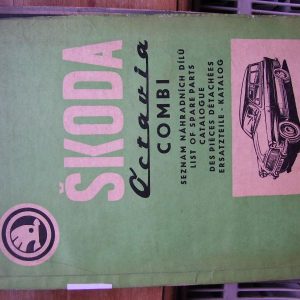 ŠKODA
Octavia
COMBI
SEZNAM NÁHRADNÍCH DÍLŮ
LIST OF SPARE PARTS
CATALOGUE
DES PIÈCES DÉTACHÉES
ERSATZTEILE - KATALOG